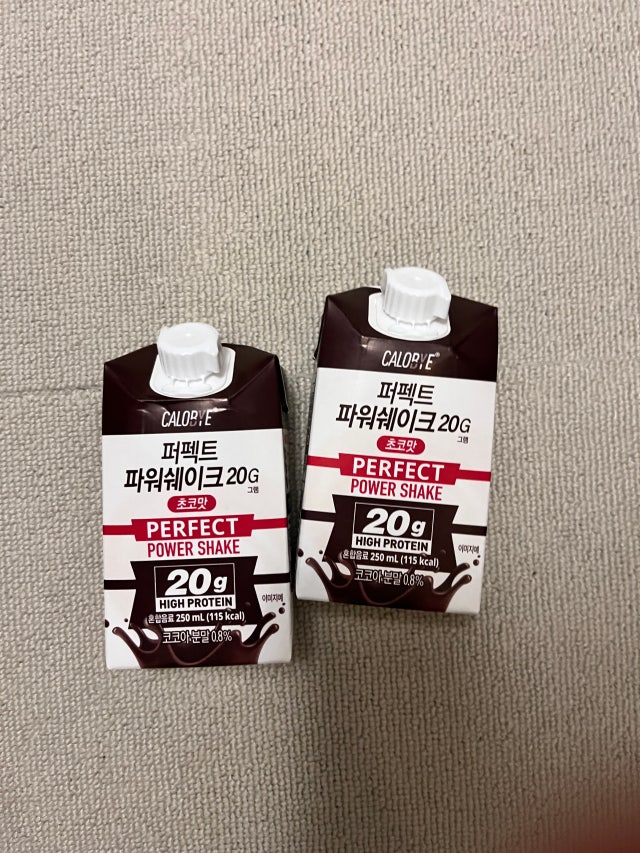 CALOBYE
퍼펙트
파워쉐이크 20G
그램
초코맛
PERFECT
POWER SHAKE
20g
HIGH PROTEIN
이미지예
혼합음료 250 mL (115 kcal)
코코아분말 0.8%
CALOBYE®
퍼펙트
파워쉐이크 20G
그램
초코맛
PERFECT
POWER SHAKE
20g
HIGH PROTEIN
이미지예
혼합음료 250 mL (115 kcal)
코코아분말 0.8%